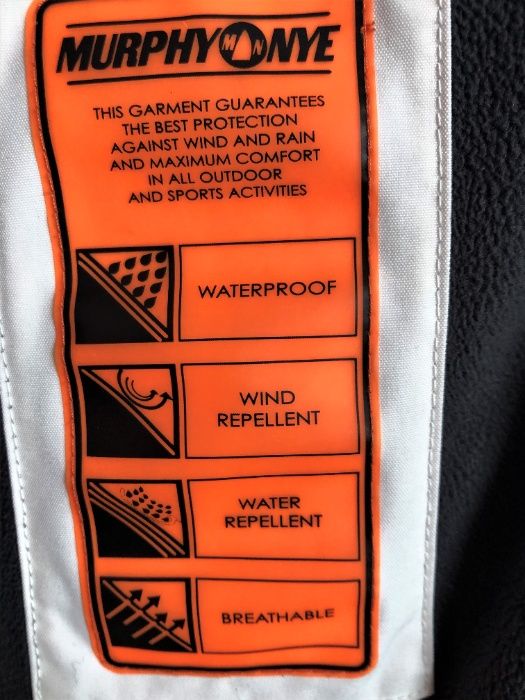 MURPHY MN NYE
THIS GARMENT GUARANTEES
THE BEST PROTECTION
AGAINST WIND AND RAIN
AND MAXIMUM COMFORT
IN ALL OUTDOOR
AND SPORTS ACTIVITIES
WATERPROOF
WIND
REPELLENT
WATER
REPELLENT
BREATHABLE